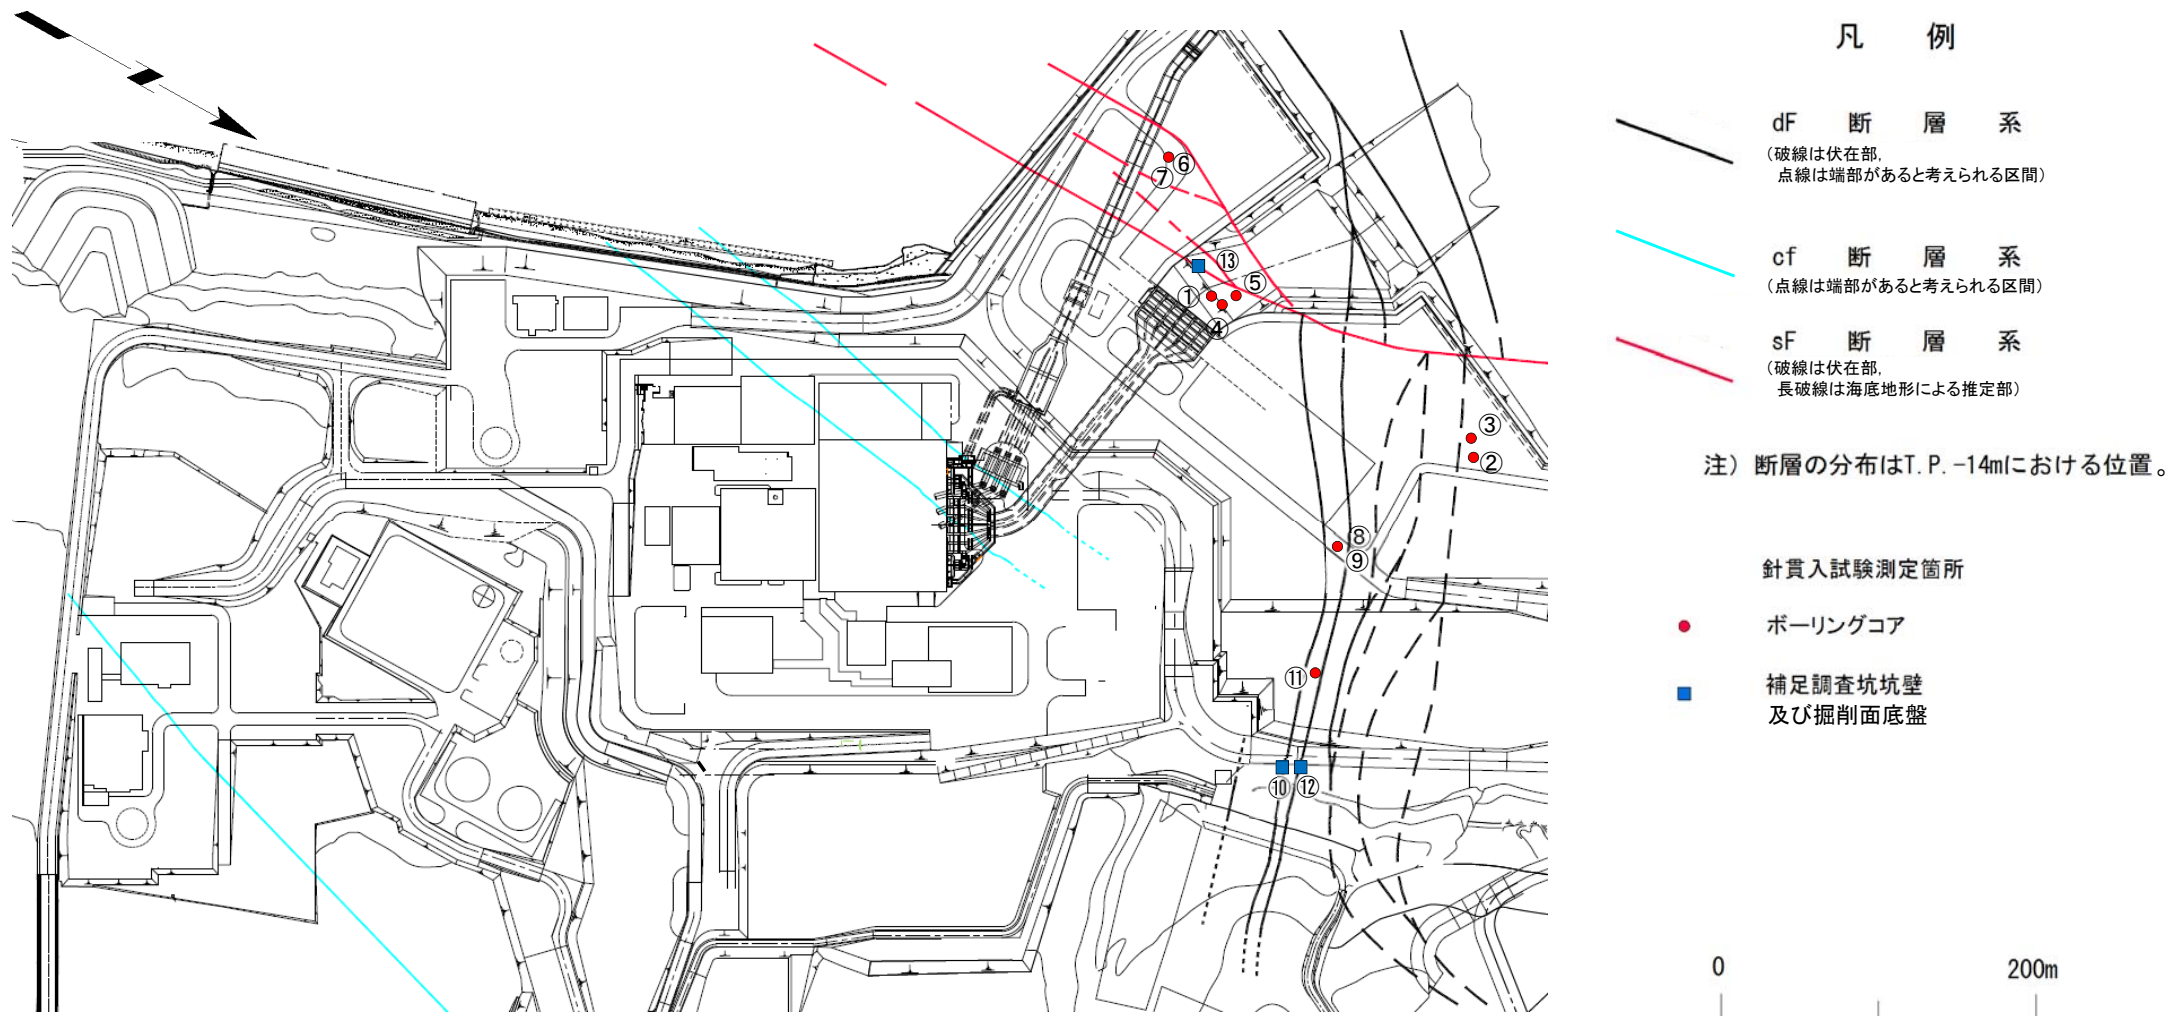 凡 例
dF 断 層 系
(破線は伏在部,
点線は端部があると考えられる区間)
cf 断 層 系
(点線は端部があると考えられる区間)
sF 断 層 系
(破線は伏在部,
長破線は海底地形による推定部)
注) 断層の分布はT.P.-14mにおける位置。
針貫入試験測定箇所
ボーリングコア
補足調査坑坑壁
及び掘削面底盤
0 200m
⑥
⑦
⑬
①
⑤
④
③
②
⑧
⑨
⑪
⑩
⑫